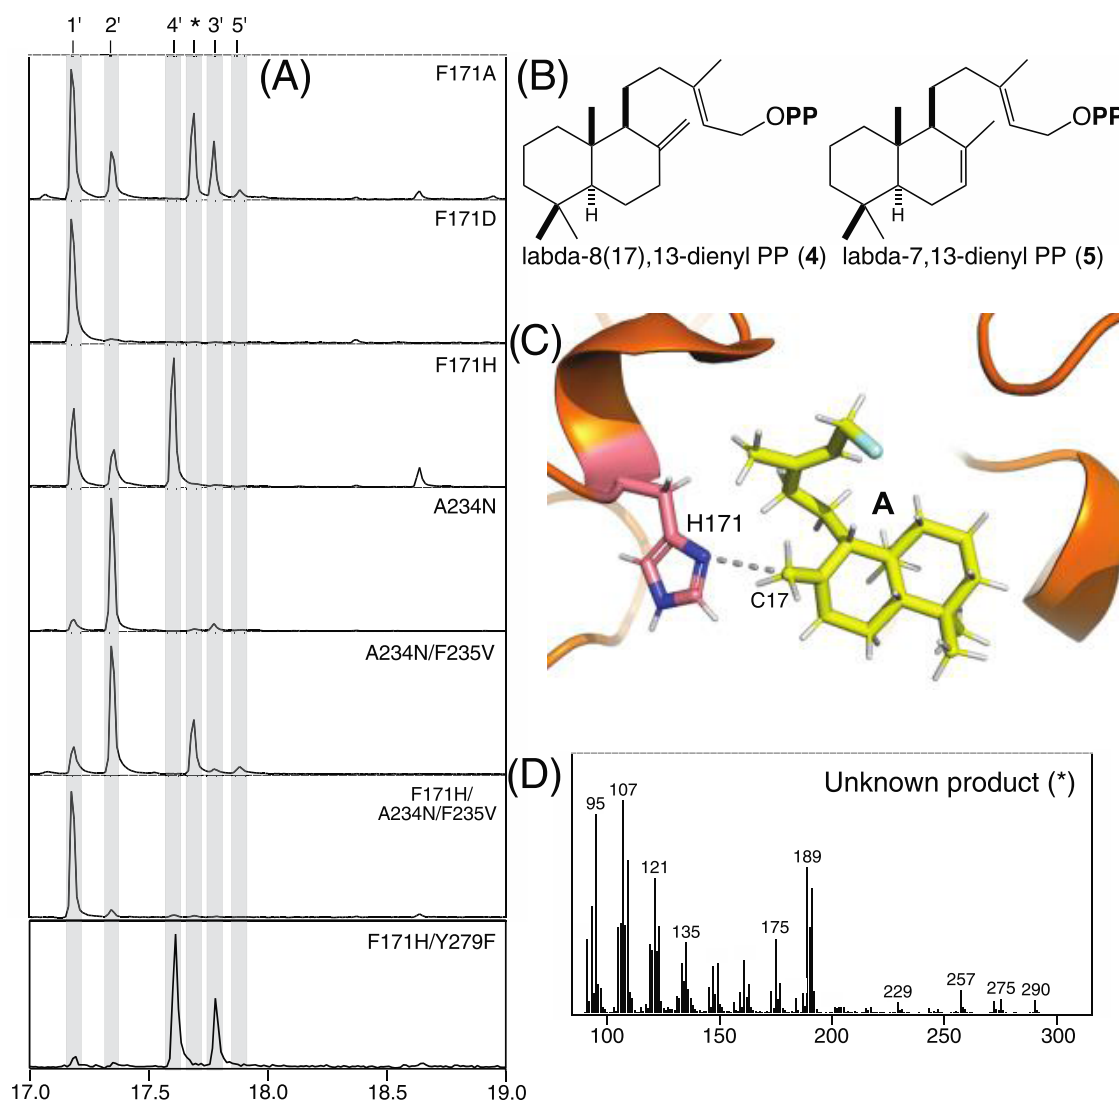 1' 2' 4' * 3' 5'
(A)
F171A
F171D
F171H
A234N
A234N/F235V
F171H/
A234N/F235V
F171H/Y279F
17.0 17.5 18.0 18.5 19.0
(B)
OPP OPP
H H
labda-8(17),13-dienyl PP (4) labda-7,13-dienyl PP (5)
(C)
A
H171
C17
(D)
Unknown product (*)
95 107 121 135 175 189 229 257 275 290
100 150 200 250 300